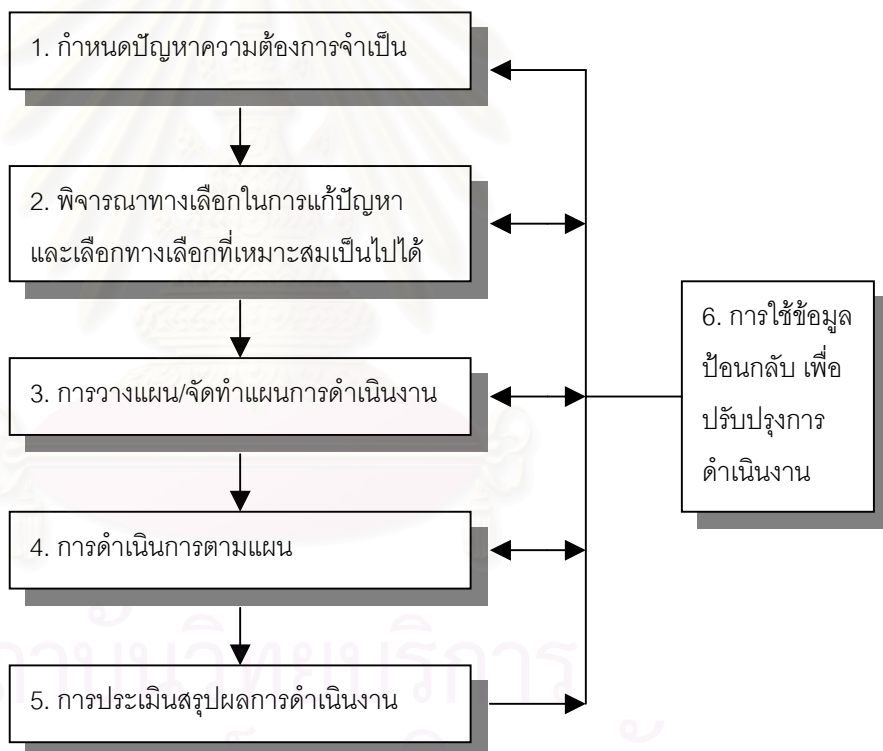 1. กำหนดปัญหาความต้องการจำเป็น
2. พิจารณาทางเลือกในการแก้ปัญหา
และเลือกทางเลือกที่เหมาะสมเป็นไปได้
3. การวางแผน/จัดทำแผนการดำเนินงาน
4. การดำเนินการตามแผน
5. การประเมินสรุปผลการดำเนินงาน
6. การใช้ข้อมูล
ป้อนกลับ เพื่อ
ปรับปรุงการ
ดำเนินงาน